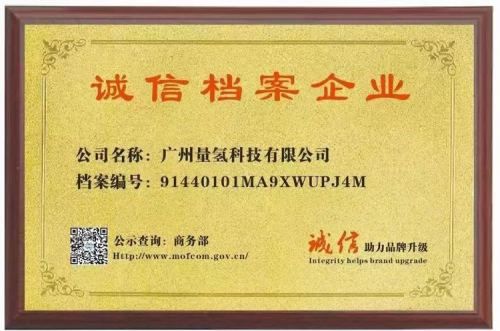 诚信档案企业
公司名称：广州量氢科技有限公司
档案编号：91440101MA9XWUPJ4M
公示查询：商务部
Http://www.mofcom.gov.cn/
诚信 助力品牌升级
Integrity helps brand upgrade